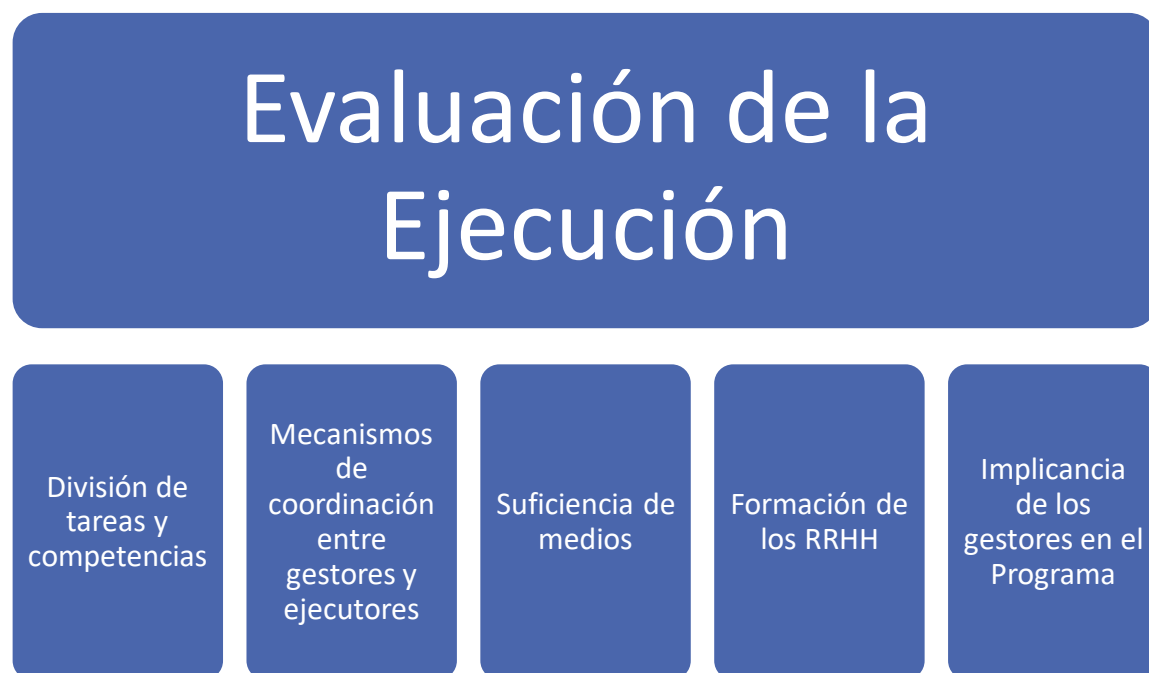 Evaluación de la
Ejecución
División de
tareas y
competencias
Mecanismos
de
coordinación
entre
gestores y
ejecutores
Suficiencia de
medios
Formación de
los RRHH
Implicancia
de los
gestores en el
Programa